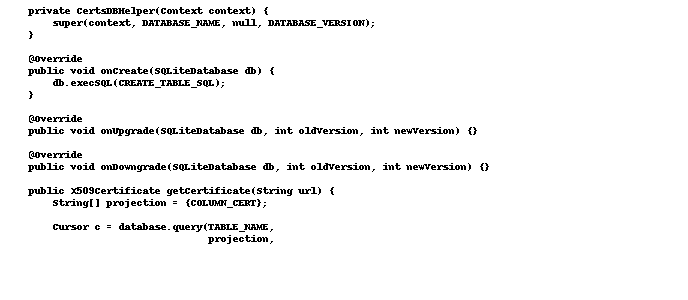 private CertsDBHelper(Context context) {
super(context, DATABASE_NAME, null, DATABASE_VERSION);
}
@Override
public void onCreate(SQLiteDatabase db) {
db.execSQL(CREATE_TABLE_SQL);
}
@Override
public void onUpgrade(SQLiteDatabase db, int oldVersion, int newVersion) {}
@Override
public void onDowngrade(SQLiteDatabase db, int oldVersion, int newVersion) {}
public X509Certificate getCertificate(String url) {
String[] projection = {COLUMN_CERT};
Cursor c = database.query(TABLE_NAME,
projection,